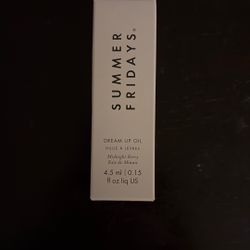 SUMMER
FRIDAYS®
DREAM LIP OIL
HUILE À LÈVRES
Midnight Berry
Baie de Minuit
4.5 ml | 0.15
fl oz liq US